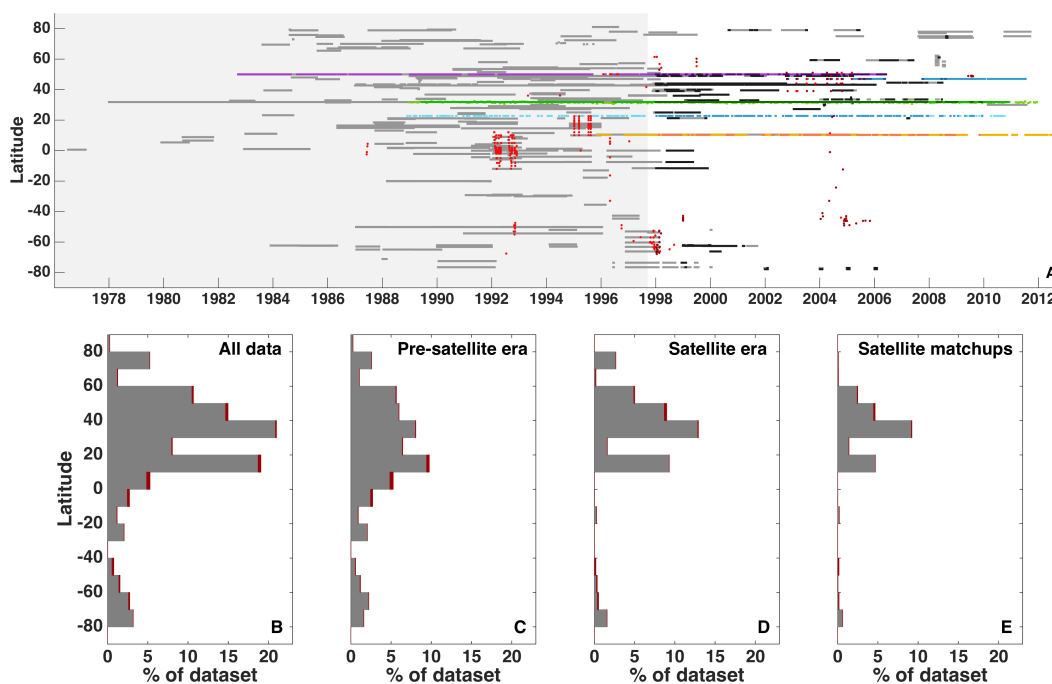 80
60
40
20
0
-20
-40
-60
-80
Latitude
A
1978 1980 1982 1984 1986 1988 1990 1992 1994 1996 1998 2000 2002 2004 2006 2008 2010 2012
All data
Pre-satellite era
Satellite era
Satellite matchups
80
60
40
20
0
-20
-40
-60
-80
Latitude
B
C
D
E
0 5 10 15 20
0 5 10 15 20
0 5 10 15 20
0 5 10 15 20
% of dataset
% of dataset
% of dataset
% of dataset